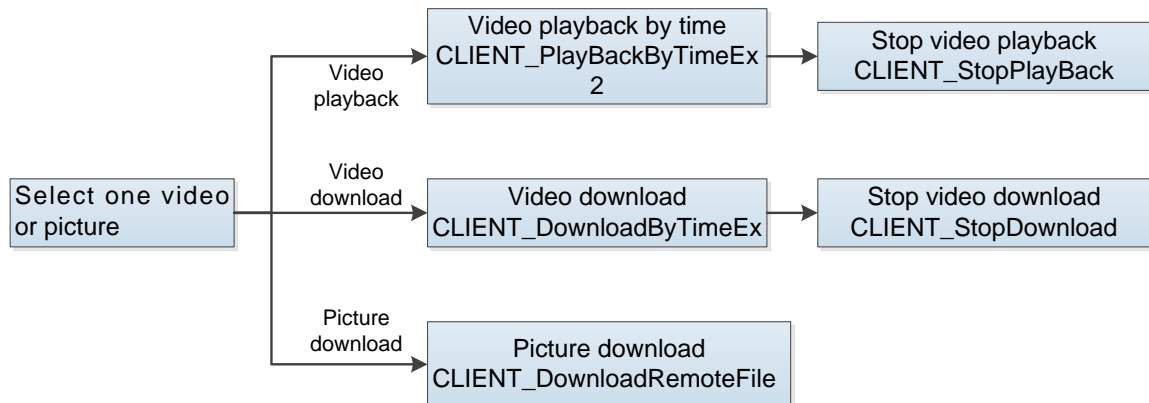 Video playback by time
CLIENT_PlayBackByTimeEx
2
Stop video playback
CLIENT_StopPlayBack
Video
playback
Select one video
or picture
Video
download
Video download
CLIENT_DownloadByTimeEx
Stop video download
CLIENT_StopDownload
Picture
download
Picture download
CLIENT_DownloadRemoteFile